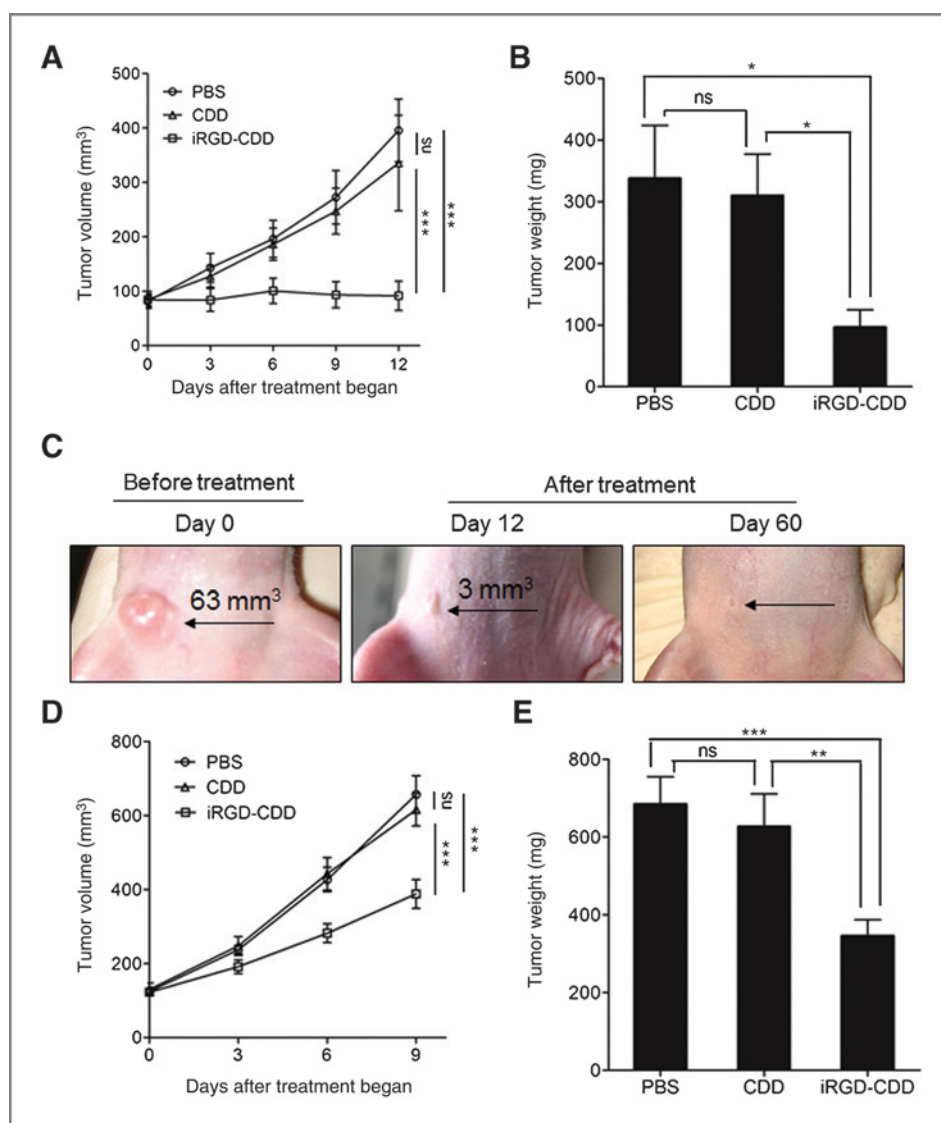 A
500
400
300
200
100
0
Tumor volume (mm³)
PBS
CDD
iRGD-CDD
ns
***
***
0 3 6 9 12
Days after treatment began
B
500
400
300
200
100
0
Tumor weight (mg)
*
ns
*
PBS CDD iRGD-CDD
C
Before treatment After treatment
Day 0 Day 12 Day 60
63 mm³
3 mm³
D
800
600
400
200
0
Tumor volume (mm³)
PBS
CDD
iRGD-CDD
ns
***
***
0 3 6 9
Days after treatment began
E
800
600
400
200
0
Tumor weight (mg)
***
ns
**
PBS CDD iRGD-CDD